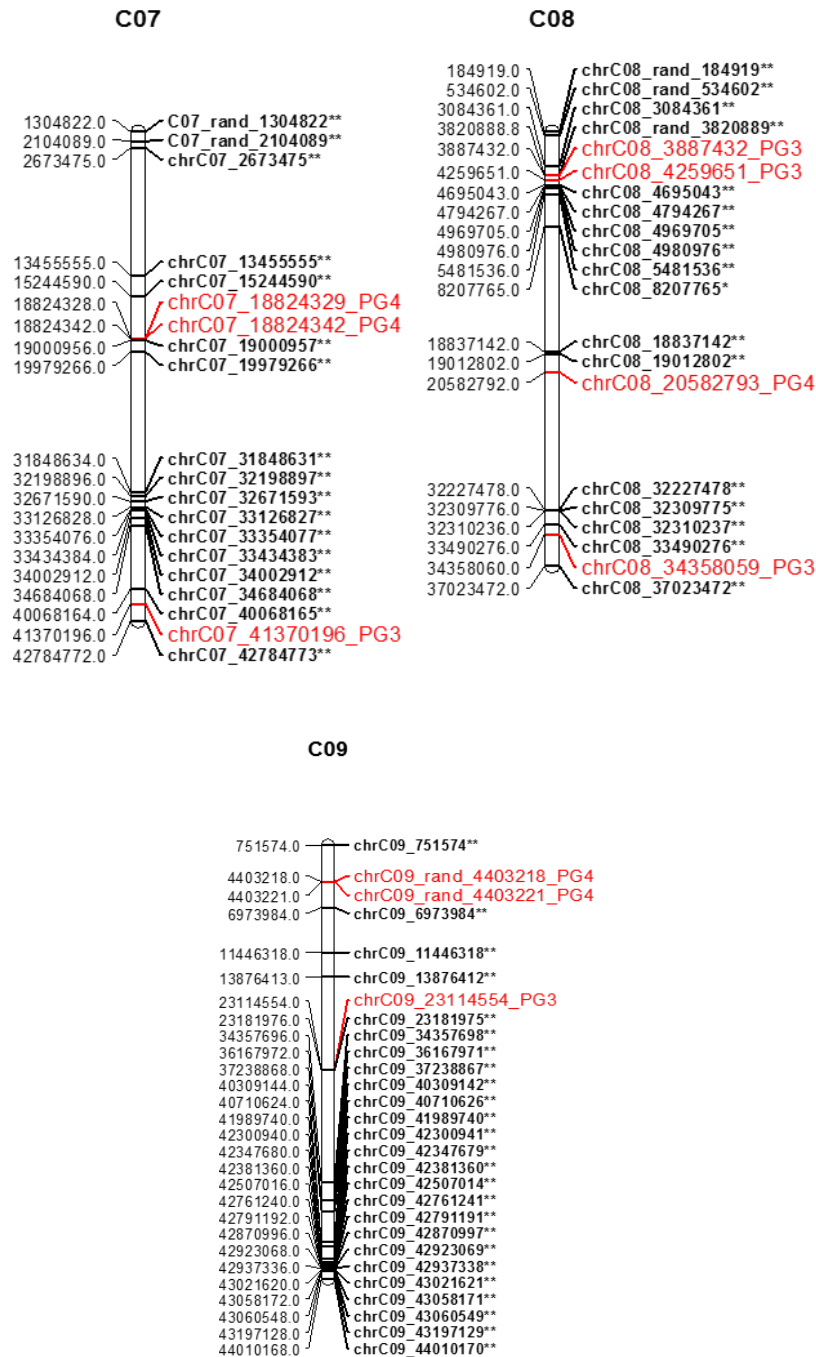 C07
C08
1304822.0 C07_rand_1304822**
2104089.0 C07_rand_2104089**
2673475.0 chrC07_2673475**
13455555.0 chrC07_13455555**
15244590.0 chrC07_15244590**
18824328.0 chrC07_18824329_PG4
18824342.0 chrC07_18824342_PG4
19000956.0 chrC07_19000957**
19979266.0 chrC07_19979266**
31848634.0 chrC07_31848631**
32198896.0 chrC07_32198897**
32671590.0 chrC07_32671593**
33126828.0 chrC07_33126827**
33354076.0 chrC07_33354077**
33434384.0 chrC07_33434383**
34002912.0 chrC07_34002912**
34684068.0 chrC07_34684068**
40068164.0 chrC07_40068165**
41370196.0 chrC07_41370196_PG3
42784772.0 chrC07_42784773**
184919.0 chrC08_rand_184919**
534602.0 chrC08_rand_534602**
3084361.0 chrC08_3084361**
3820888.8 chrC08_rand_3820889**
3887432.0 chrC08_3887432_PG3
4259651.0 chrC08_4259651_PG3
4695043.0 chrC08_4695043**
4794267.0 chrC08_4794267**
4969705.0 chrC08_4969705**
4980976.0 chrC08_4980976**
5481536.0 chrC08_5481536**
8207765.0 chrC08_8207765*
18837142.0 chrC08_18837142**
19012802.0 chrC08_19012802**
20582792.0 chrC08_20582793_PG4
32227478.0 chrC08_32227478**
32309776.0 chrC08_32309775**
32310236.0 chrC08_32310237**
33490276.0 chrC08_33490276**
34358060.0 chrC08_34358059_PG3
37023472.0 chrC08_37023472**
C09
751574.0 chrC09_751574**
4403218.0 chrC09_rand_4403218_PG4
4403221.0 chrC09_rand_4403221_PG4
6973984.0 chrC09_6973984**
11446318.0 chrC09_11446318**
13876413.0 chrC09_13876412**
23114554.0 chrC09_23114554_PG3
23181976.0 chrC09_23181975**
34357696.0 chrC09_34357698**
36167972.0 chrC09_36167971**
37238868.0 chrC09_37238867**
40309144.0 chrC09_40309142**
40710624.0 chrC09_40710626**
41989740.0 chrC09_41989740**
42300940.0 chrC09_42300941**
42347680.0 chrC09_42347679**
42381360.0 chrC09_42381360**
42507016.0 chrC09_42507014**
42761240.0 chrC09_42761241**
42791192.0 chrC09_42791191**
42870996.0 chrC09_42870997**
42923068.0 chrC09_42923069**
42937336.0 chrC09_42937338**
43021620.0 chrC09_43021621**
43058172.0 chrC09_43058171**
43060548.0 chrC09_43060549**
43197128.0 chrC09_43197129**
44010168.0 chrC09_44010170**